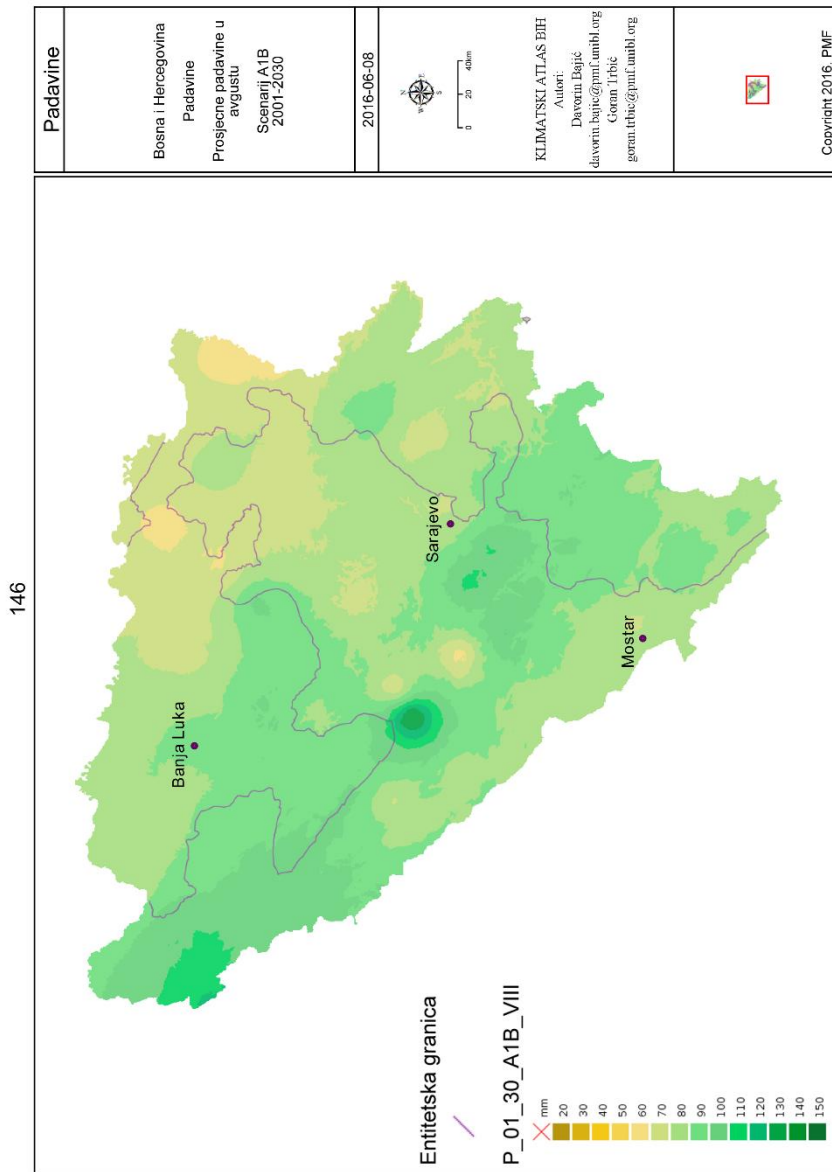 146
Padavine
Bosna i Hercegovina
Padavine
Prosjecne padavine u
avgustu
Scenarij A1B
2001-2030
2016-06-08
N
W
E
S
0
20
40km
KLIMATSKI ATLAS BIH
Autori:
Davorin Bajić
davorin.bajic@pmf.unibl.org
Goran Trbić
goran.trbic@pmf.unibl.org
Copyright 2016, PMF
Banja Luka
Sarajevo
Mostar
Entitetska granica
P_01_30_A1B_VIII
mm
20
30
40
50
60
70
80
90
100
110
120
130
140
150